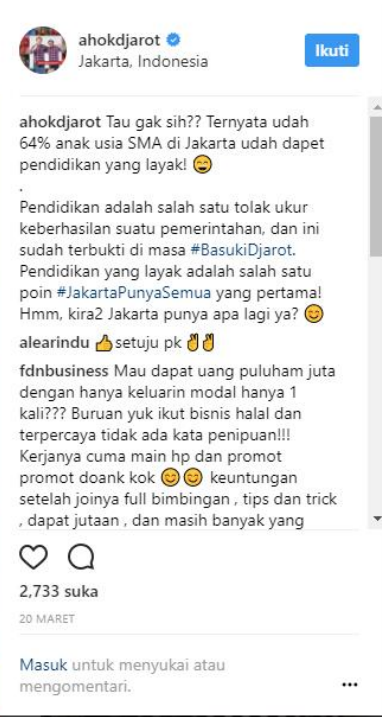 ahokdjarot
Ikuti
Jakarta, Indonesia
ahokdjarot Tau gak sih?? Ternyata udah
64% anak usia SMA di Jakarta udah dapet
pendidikan yang layak! 😄
.
Pendidikan adalah salah satu tolak ukur
keberhasilan suatu pemerintahan, dan ini
sudah terbukti di masa #BasukiDjarot.
Pendidikan yang layak adalah salah satu
poin #JakartaPunyaSemua yang pertama!
Hmm, kira2 Jakarta punya apa lagi ya? 😊
alearindu 👍setuju pk ✌✌
fdnbusiness Mau dapat uang puluham juta
dengan hanya keluarin modal hanya 1
kali??? Buruan yuk ikut bisnis halal dan
terpercaya tidak ada kata penipuan!!!
Kerjanya cuma main hp dan promot
promot doank kok 😊😊 keuntungan
setelah joinya full bimbingan , tips dan trick
, dapat jutaan , dan masih banyak yang
2,733 suka
20 MARET
Masuk untuk menyukai atau
mengomentari.